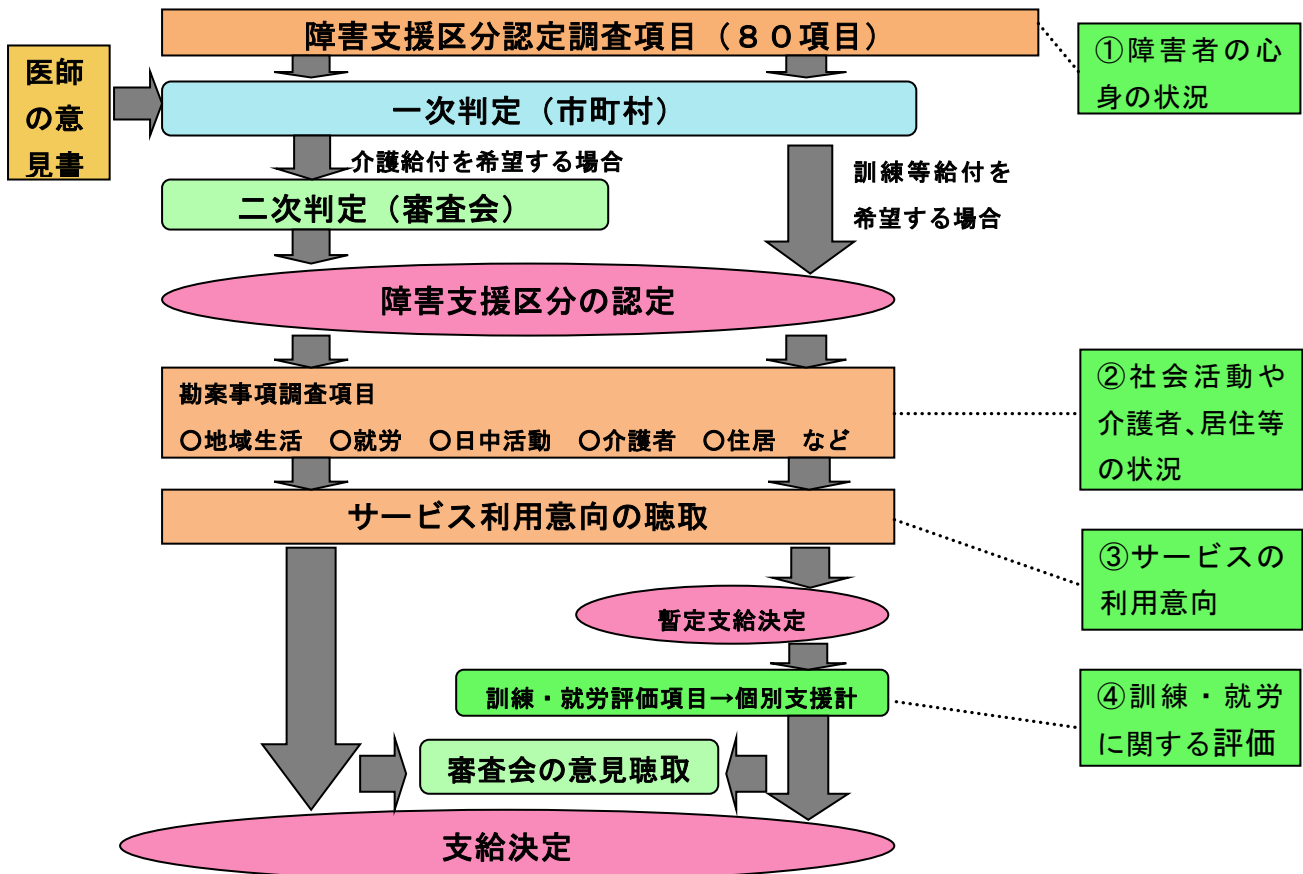 障害支援区分認定調査項目（８０項目）
①障害者の心
身の状況
医師
の意
見書
一次判定（市町村）
介護給付を希望する場合
訓練等給付を
希望する場合
二次判定（審査会）
障害支援区分の認定
勘案事項調査項目
○地域生活　○就労　○日中活動　○介護者　○住居　など
②社会活動や
介護者、居住等
の状況
サービス利用意向の聴取
③サービスの
利用意向
暫定支給決定
訓練・就労評価項目→個別支援計
④訓練・就労
に関する評価
審査会の意見聴取
支給決定